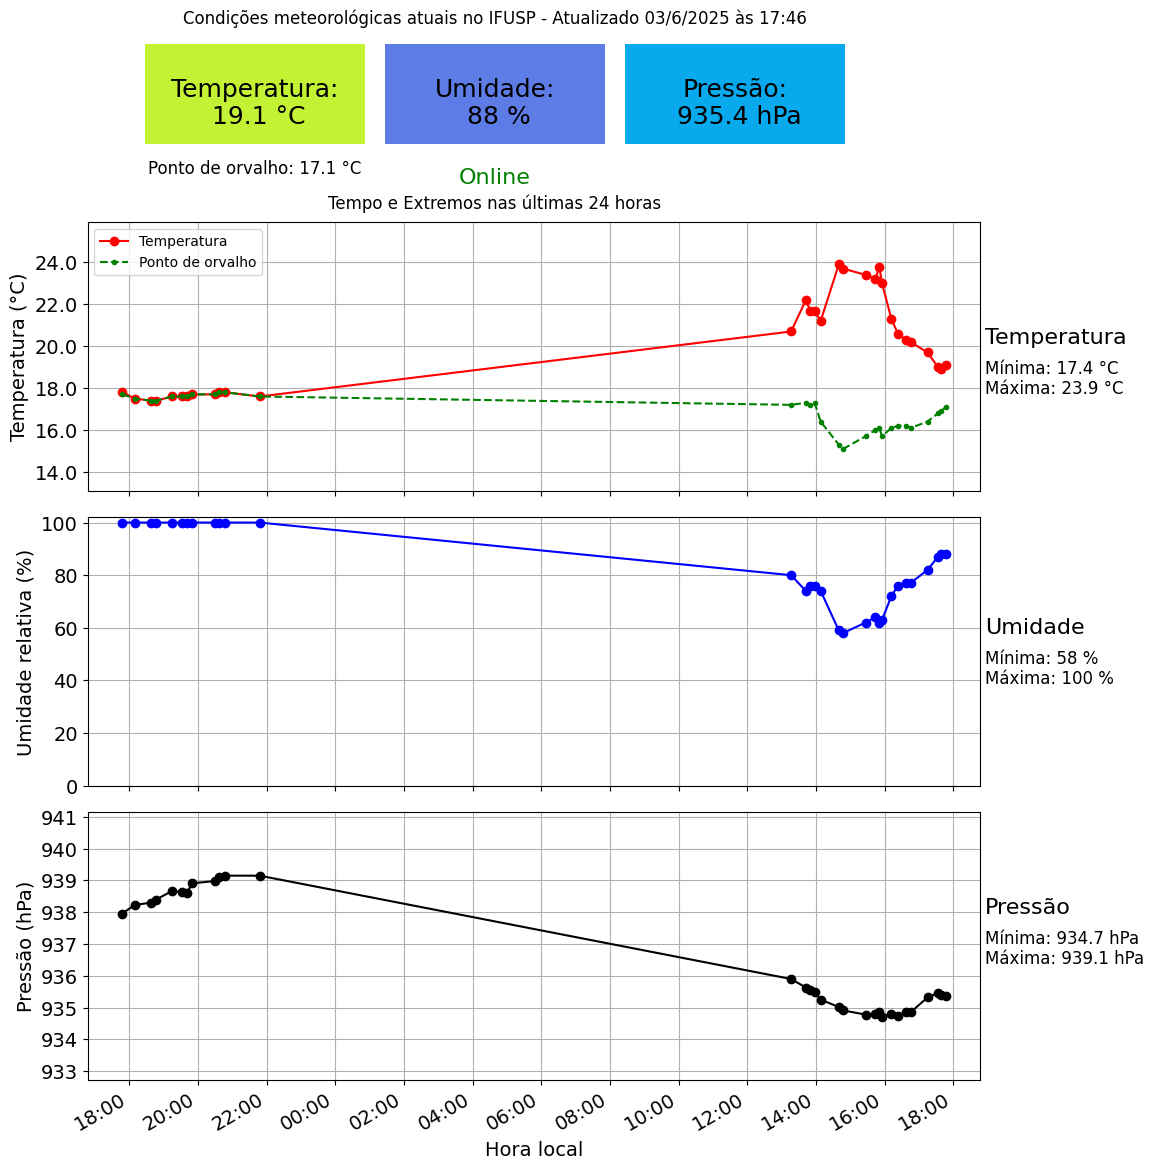 Condições meteorológicas atuais no IFUSP - Atualizado 03/6/2025 às 17:46
Temperatura:
19.1 °C
Umidade:
88 %
Pressão:
935.4 hPa
Ponto de orvalho: 17.1 °C
Online
Tempo e Extremos nas últimas 24 horas
Temperatura
Ponto de orvalho
Temperatura (°C)
24.0
22.0
20.0
18.0
16.0
14.0
Temperatura
Mínima: 17.4 °C
Máxima: 23.9 °C
Umidade relativa (%)
100
80
60
40
20
0
Umidade
Mínima: 58 %
Máxima: 100 %
Pressão (hPa)
941
940
939
938
937
936
935
934
933
Pressão
Mínima: 934.7 hPa
Máxima: 939.1 hPa
18:00 20:00 22:00 00:00 02:00 04:00 06:00 08:00 10:00 12:00 14:00 16:00 18:00
Hora local